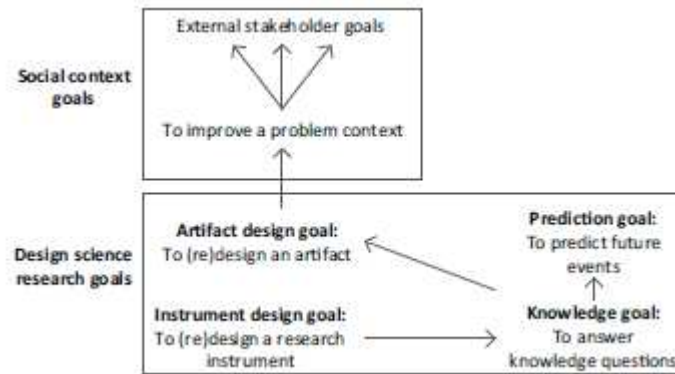 External stakeholder goals
Social context
goals
To improve a problem context
Design science
research goals
Artifact design goal:
To (re)design an artifact
Prediction goal:
To predict future
events
Instrument design goal:
To (re)design a research
instrument
Knowledge goal:
To answer
knowledge questions